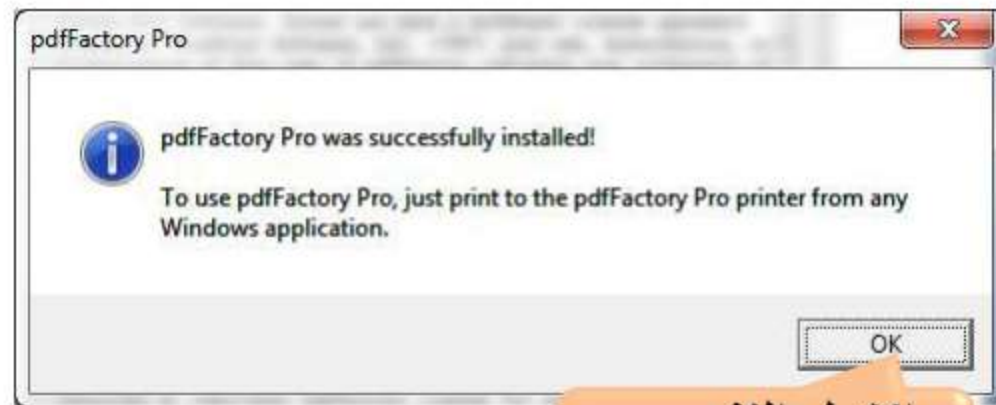 pdfFactory Pro
pdfFactory Pro was successfully installed!
To use pdfFactory Pro, just print to the pdfFactory Pro printer from any
Windows application.
OK